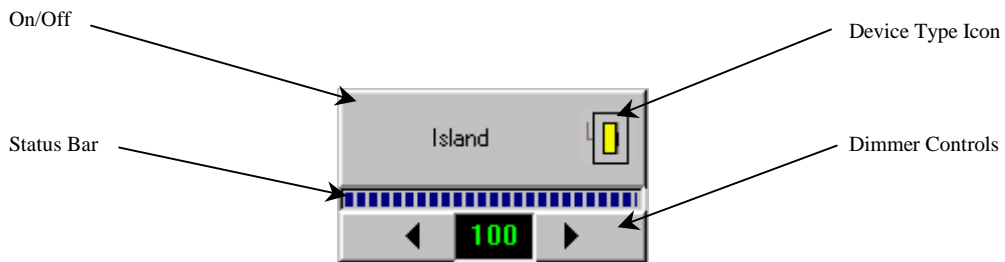 On/Off
Device Type Icon
Island
Status Bar
Dimmer Controls
100